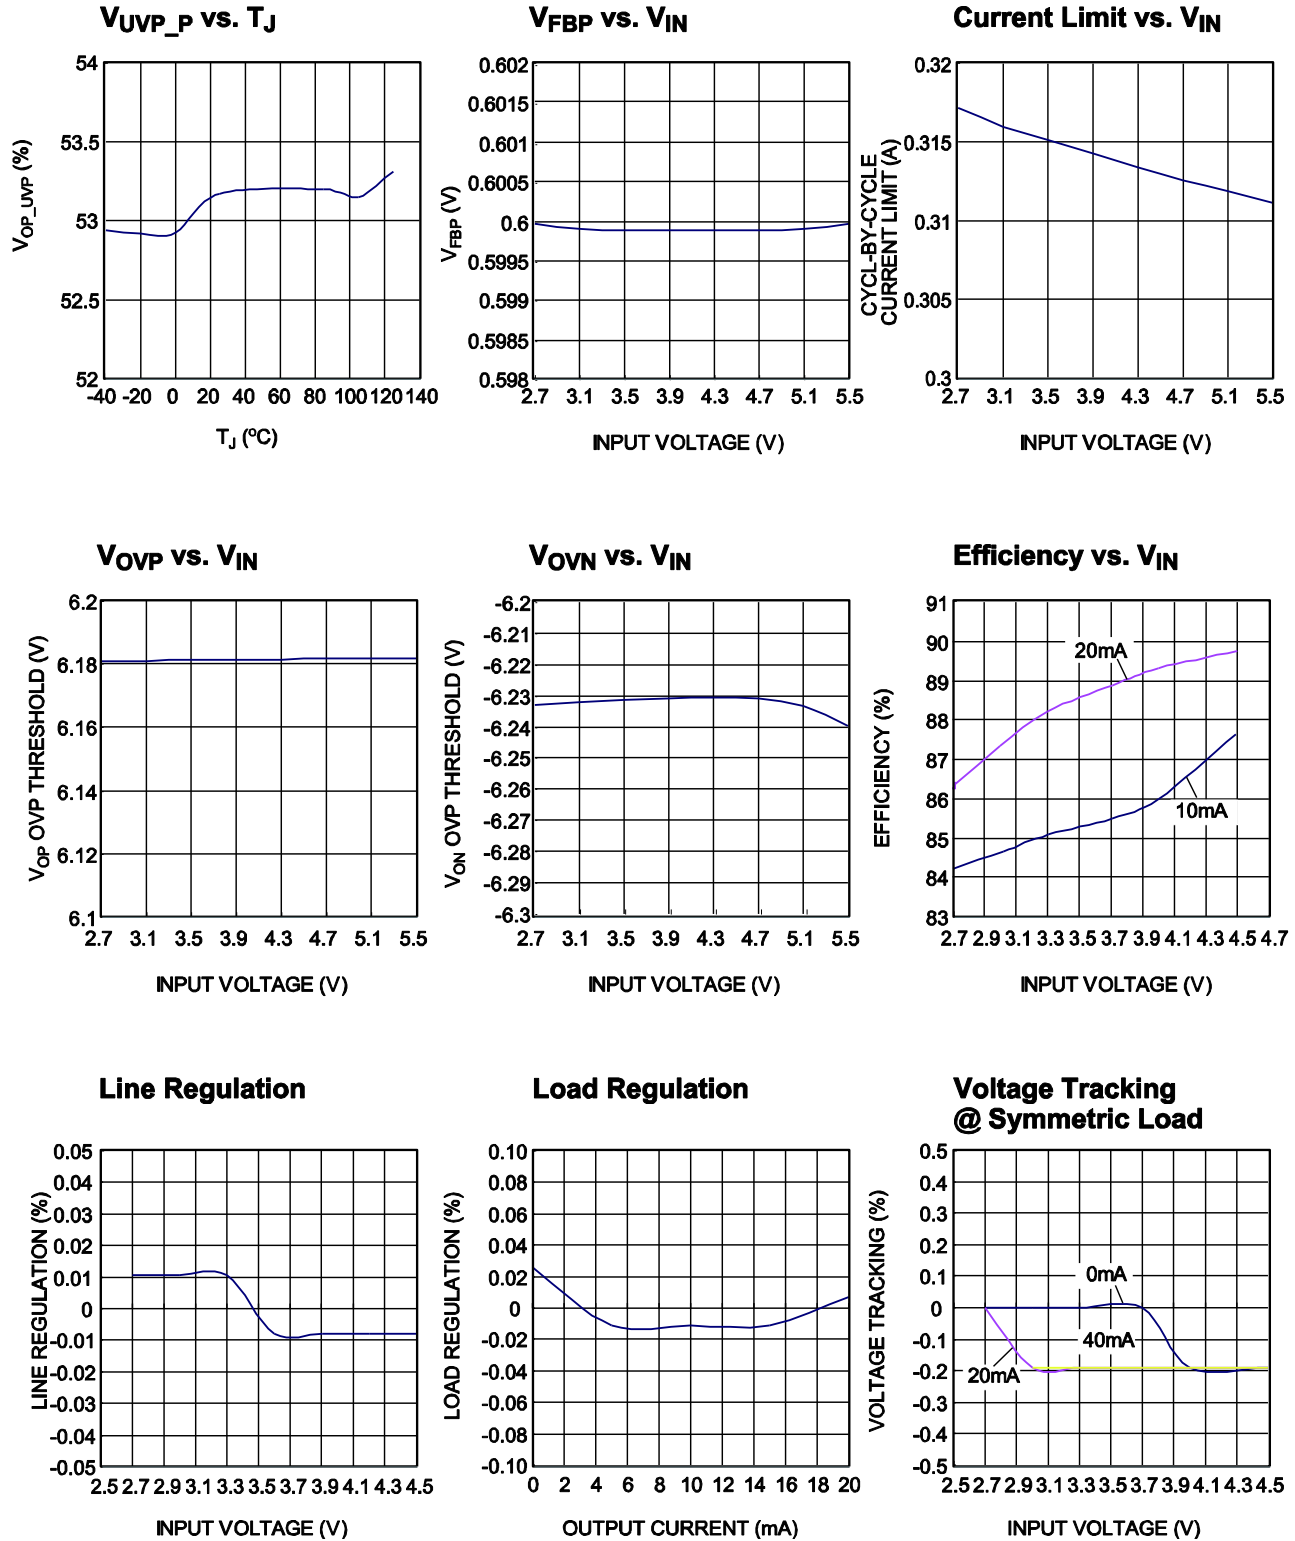 VUVP_P vs. TJ
VFBP vs. VIN
Current Limit vs. VIN
VOP_UVP (%)
54
53.5
53
52.5
52
-40 -20 0 20 40 60 80 100 120 140
TJ (ºC)
VFBP (V)
0.602
0.6015
0.601
0.6005
0.6
0.5995
0.599
0.5985
0.598
2.7 3.1 3.5 3.9 4.3 4.7 5.1 5.5
INPUT VOLTAGE (V)
CYCL-BY-CYCLE
CURRENT LIMIT (A)
0.32
0.315
0.31
0.305
0.3
2.7 3.1 3.5 3.9 4.3 4.7 5.1 5.5
INPUT VOLTAGE (V)
VOVP vs. VIN
VOVN vs. VIN
Efficiency vs. VIN
VOP OVP THRESHOLD (V)
6.2
6.18
6.16
6.14
6.12
6.1
2.7 3.1 3.5 3.9 4.3 4.7 5.1 5.5
INPUT VOLTAGE (V)
VON OVP THRESHOLD (V)
-6.2
-6.21
-6.22
-6.23
-6.24
-6.25
-6.26
-6.27
-6.28
-6.29
-6.3
2.7 3.1 3.5 3.9 4.3 4.7 5.1 5.5
INPUT VOLTAGE (V)
EFFICIENCY (%)
91
90
89
88
87
86
85
84
83
20mA
10mA
2.7 2.9 3.1 3.3 3.5 3.7 3.9 4.1 4.3 4.5 4.7
INPUT VOLTAGE (V)
Line Regulation
Load Regulation
Voltage Tracking
@ Symmetric Load
LINE REGULATION (%)
0.05
0.04
0.03
0.02
0.01
0
-0.01
-0.02
-0.03
-0.04
-0.05
2.5 2.7 2.9 3.1 3.3 3.5 3.7 3.9 4.1 4.3 4.5
INPUT VOLTAGE (V)
LOAD REGULATION (%)
0.10
0.08
0.06
0.04
0.02
0
-0.02
-0.04
-0.06
-0.08
-0.10
0 2 4 6 8 10 12 14 16 18 20
OUTPUT CURRENT (mA)
VOLTAGE TRACKING (%)
0.5
0.4
0.3
0.2
0.1
0
-0.1
-0.2
-0.3
-0.4
-0.5
0mA
40mA
20mA
2.5 2.7 2.9 3.1 3.3 3.5 3.7 3.9 4.1 4.3 4.5
INPUT VOLTAGE (V)